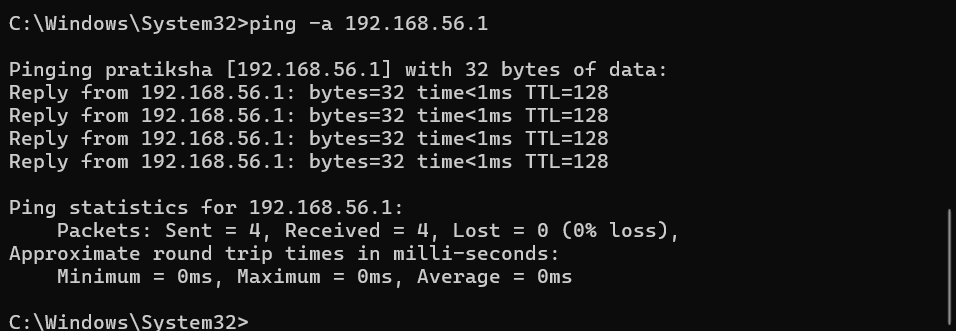 C:\Windows\System32>ping -a 192.168.56.1
Pinging pratiksha [192.168.56.1] with 32 bytes of data:
Reply from 192.168.56.1: bytes=32 time<1ms TTL=128
Reply from 192.168.56.1: bytes=32 time<1ms TTL=128
Reply from 192.168.56.1: bytes=32 time<1ms TTL=128
Reply from 192.168.56.1: bytes=32 time<1ms TTL=128
Ping statistics for 192.168.56.1:
    Packets: Sent = 4, Received = 4, Lost = 0 (0% loss),
Approximate round trip times in milli-seconds:
    Minimum = 0ms, Maximum = 0ms, Average = 0ms
C:\Windows\System32>